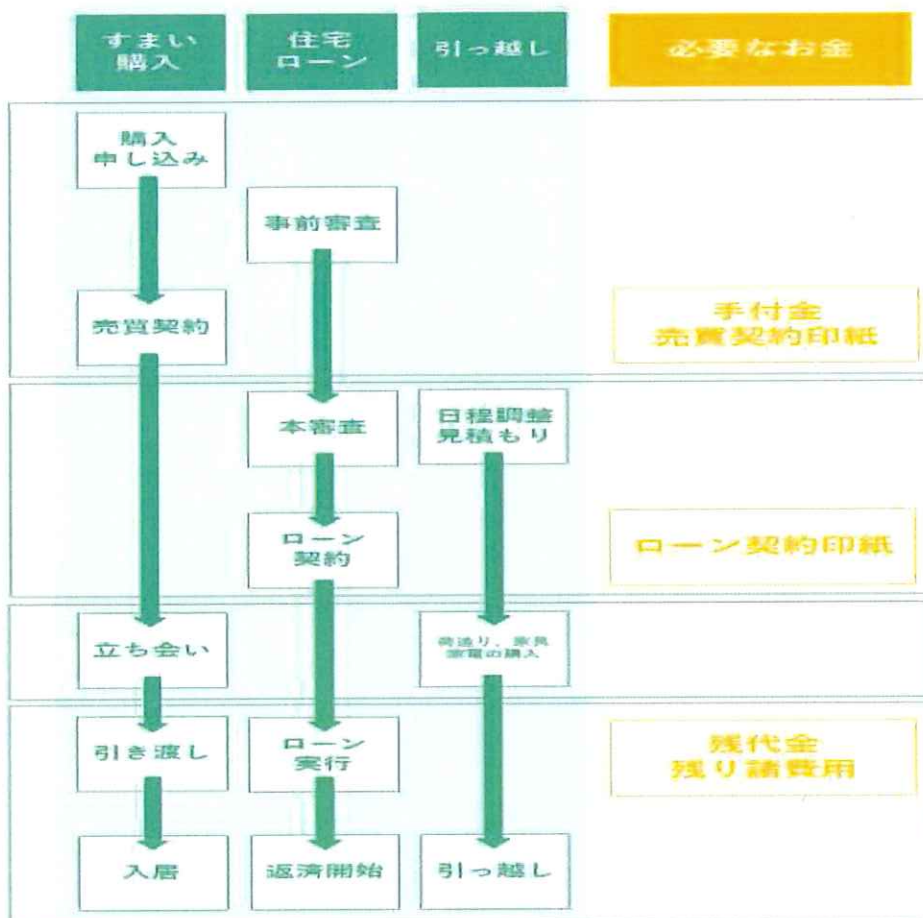 すまい
購入
住宅
ローン
引っ越し
必要なお金
購入
申し込み
事前審査
売買契約
手付金
売買契約印紙
本審査
日程調整
見積もり
ローン
契約
ローン契約印紙
立ち会い
荷送り、家具
家電の購入
引き渡し
ローン
実行
残代金
残り諸費用
入居
返済開始
引っ越し